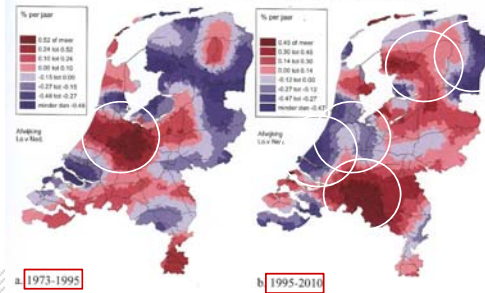 % per jaar
0.52 of meer
0.24 tot 0.52
0.10 tot 0.24
0.00 tot 0.10
-0.15 tot 0.00
-0.27 tot -0.15
-0.46 tot -0.27
minder dan -0.46
Afwijking
t.o.v Ned.
a. 1973-1995
% per jaar
0.45 of meer
0.30 tot 0.45
0.14 tot 0.30
0.00 tot 0.14
-0.12 tot 0.00
-0.27 tot -0.12
-0.47 tot -0.27
minder dan -0.47
Afwijking
t.o.v Ne
b. 1995-2010